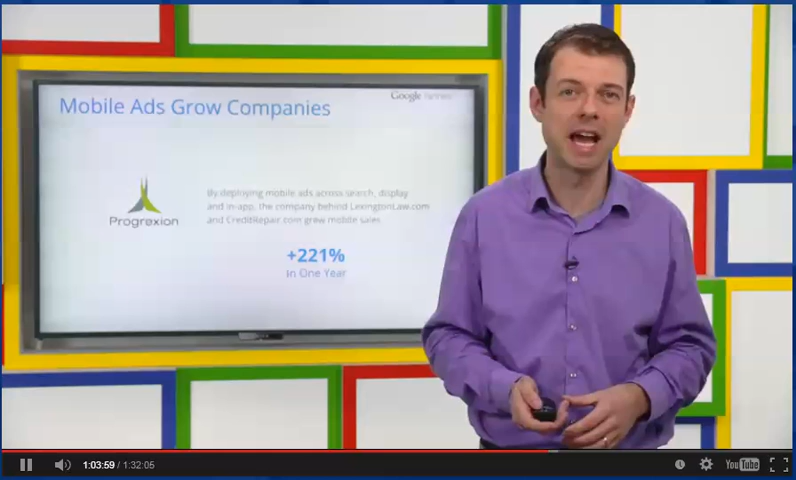 Mobile Ads Grow Companies
Google Partners
Progrexion
By deploying mobile ads across search, display
and in-app, the company behind LexingtonLaw.com
and CreditRepair.com grew mobile sales
+221%
In One Year
1:03:59 / 1:32:05
YouTube